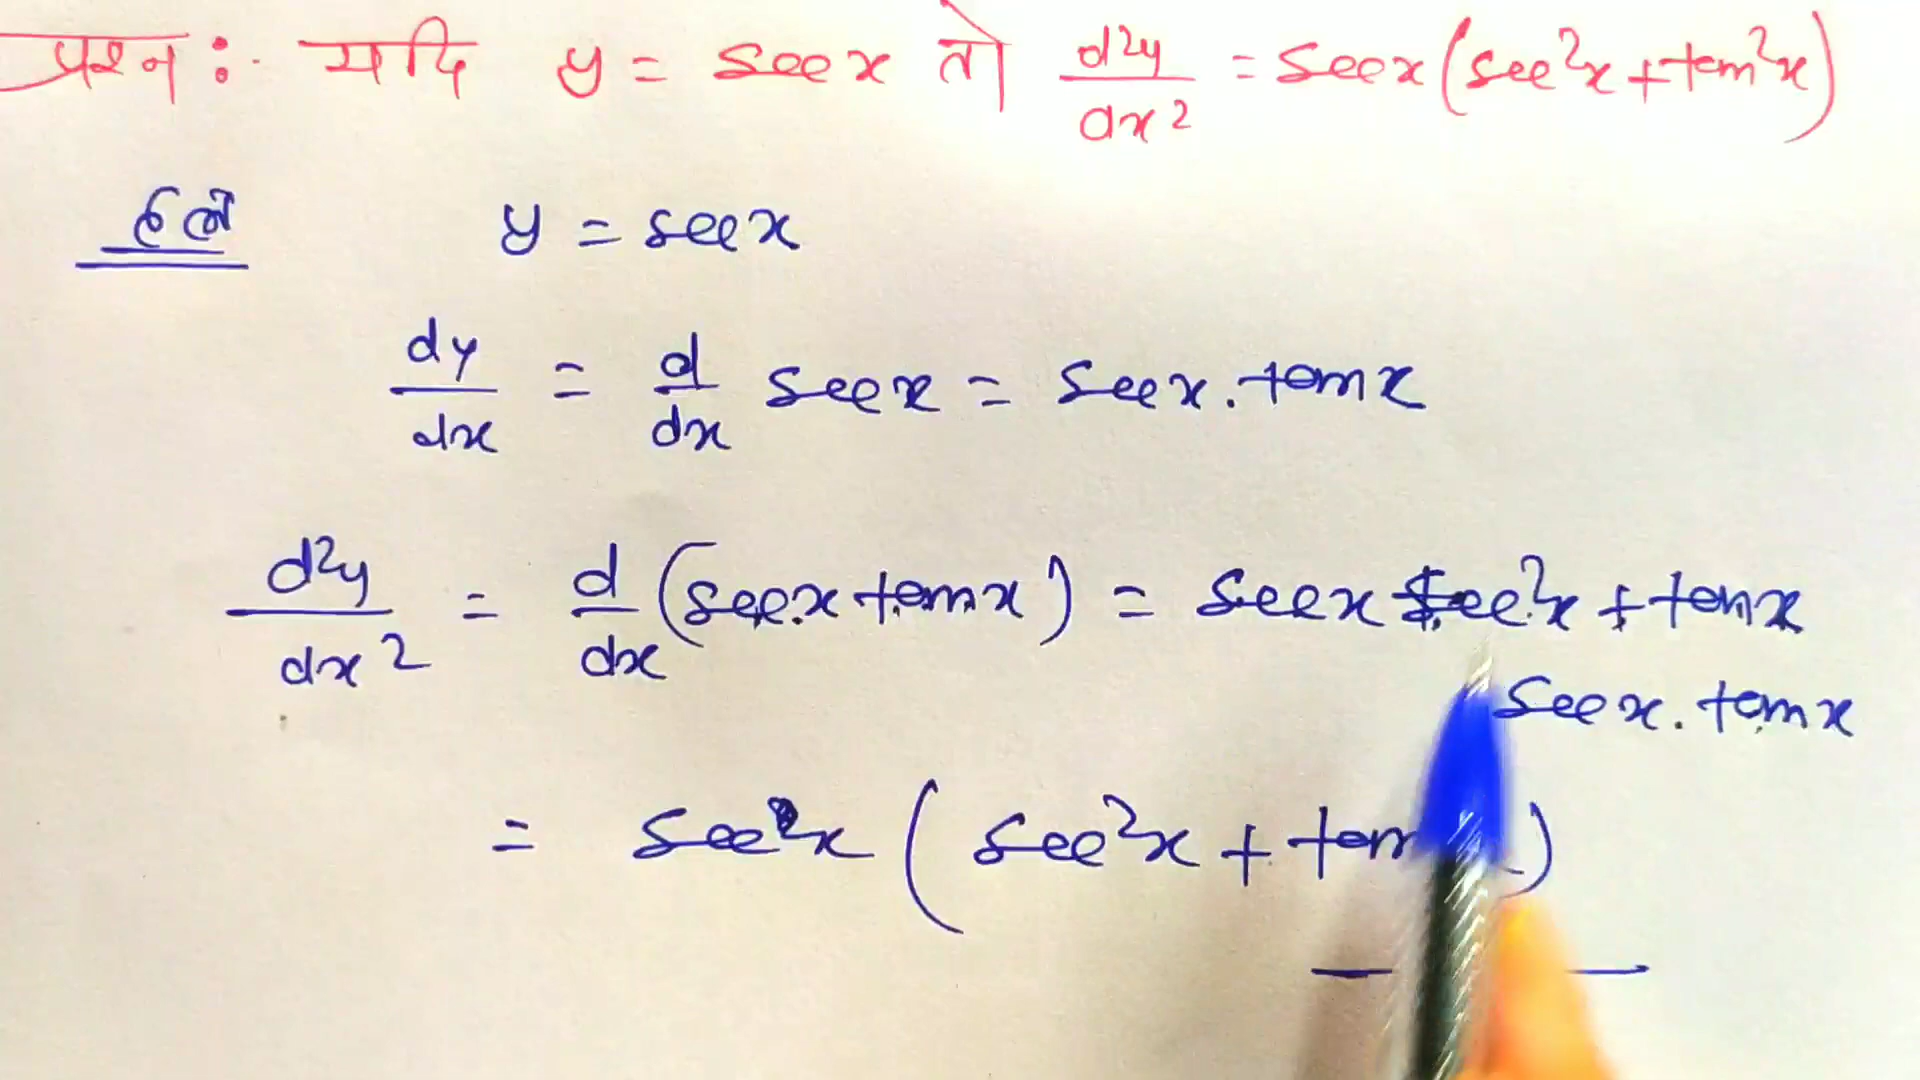 प्रश्न :- यदि y = secx तो d²y/dx² = secx(sec²x + tan²x)
हल y = secx
dy/dx = d/dx secx = secx . tanx
d²y/dx² = d/dx (secx tanx) = secx sec²x + tanx
secx . tanx
= secx ( sec²x + tan )